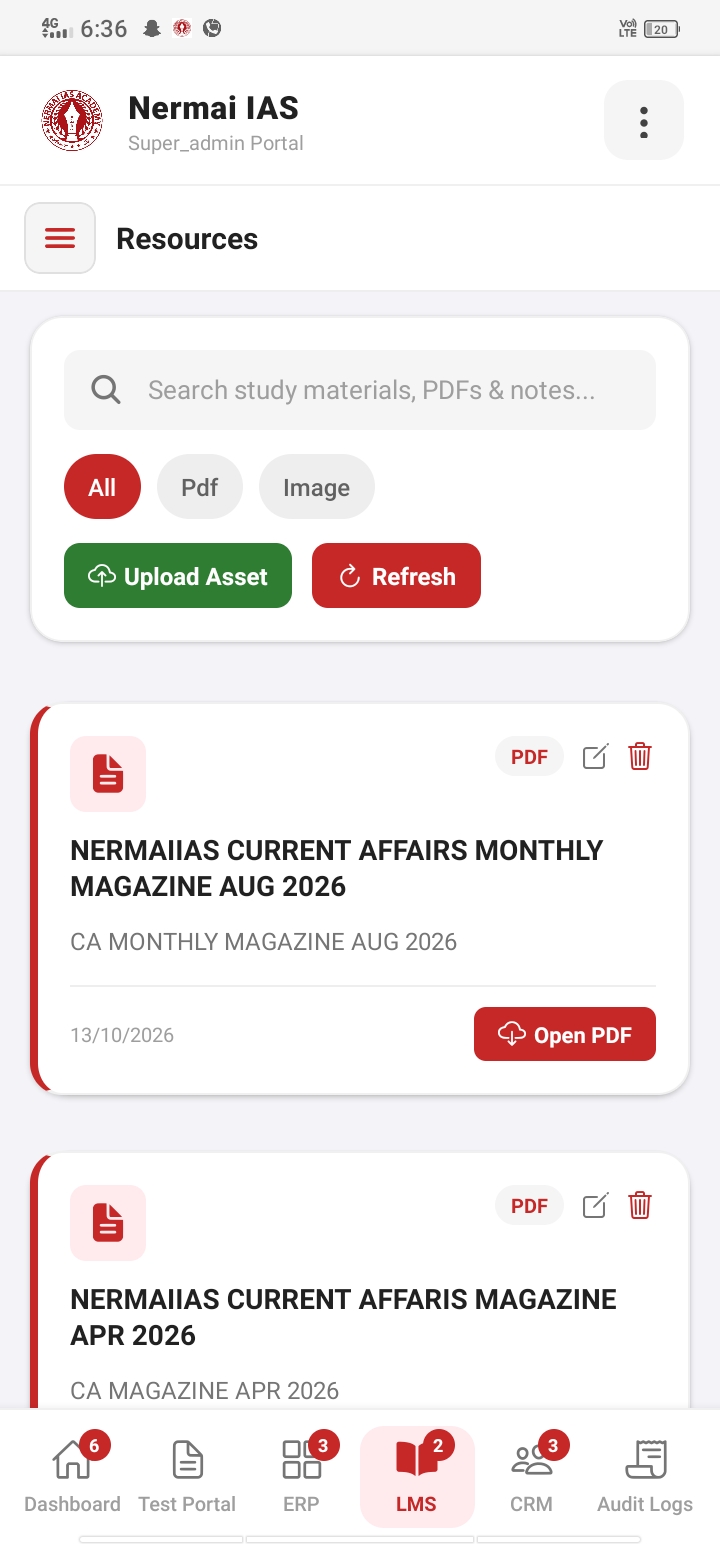 4G 6:36 Vo)) LTE 20
Nermai IAS
Super_admin Portal
Resources
Search study materials, PDFs & notes...
All Pdf Image
Upload Asset Refresh
PDF
NERMAIIAS CURRENT AFFAIRS MONTHLY
MAGAZINE AUG 2026
CA MONTHLY MAGAZINE AUG 2026
13/10/2026 Open PDF
PDF
NERMAIIAS CURRENT AFFARIS MAGAZINE
APR 2026
CA MAGAZINE APR 2026
6 3 2 3
Dashboard Test Portal ERP LMS CRM Audit Logs